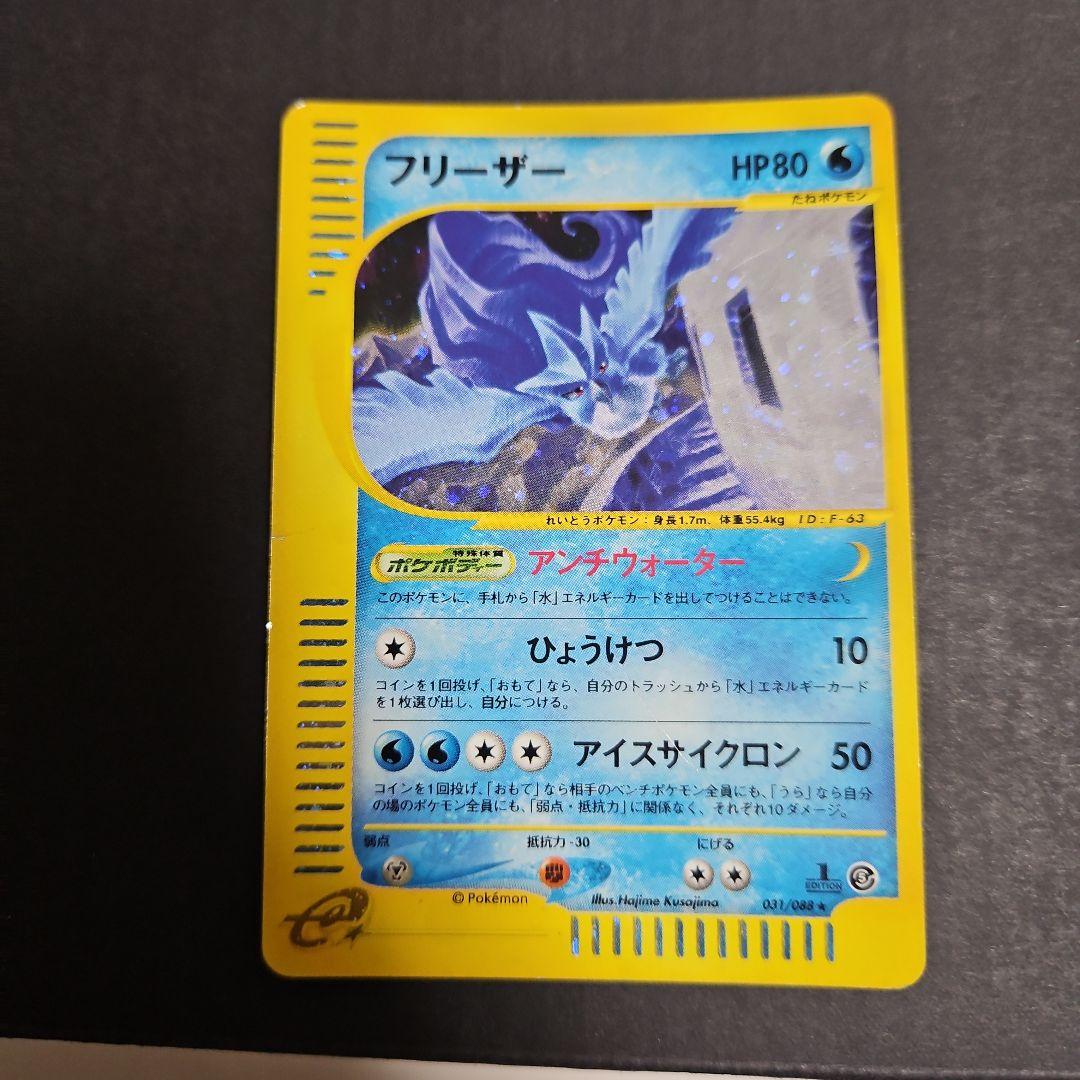 フリーザー HP80
たねポケモン
れいとうポケモン：身長1.7m、体重55.4kg ID:F-63
特殊体質
ポケボディー アンチウォーター
このポケモンに、手札から「水」エネルギーカードを出してつけることはできない。
ひょうけつ 10
コインを1回投げ、「おもて」なら、自分のトラッシュから「水」エネルギーカード
を1枚選び出し、自分につける。
アイスサイクロン 50
コインを1回投げ、「おもて」なら相手のベンチポケモン全員にも、「うら」なら自分
の場のポケモン全員にも、「弱点・抵抗力」に関係なく、それぞれ10ダメージ。
弱点 抵抗力 -30 にげる
1
EDITION
© Pokémon Illus. Hajime Kusajima 031/088 ★
e